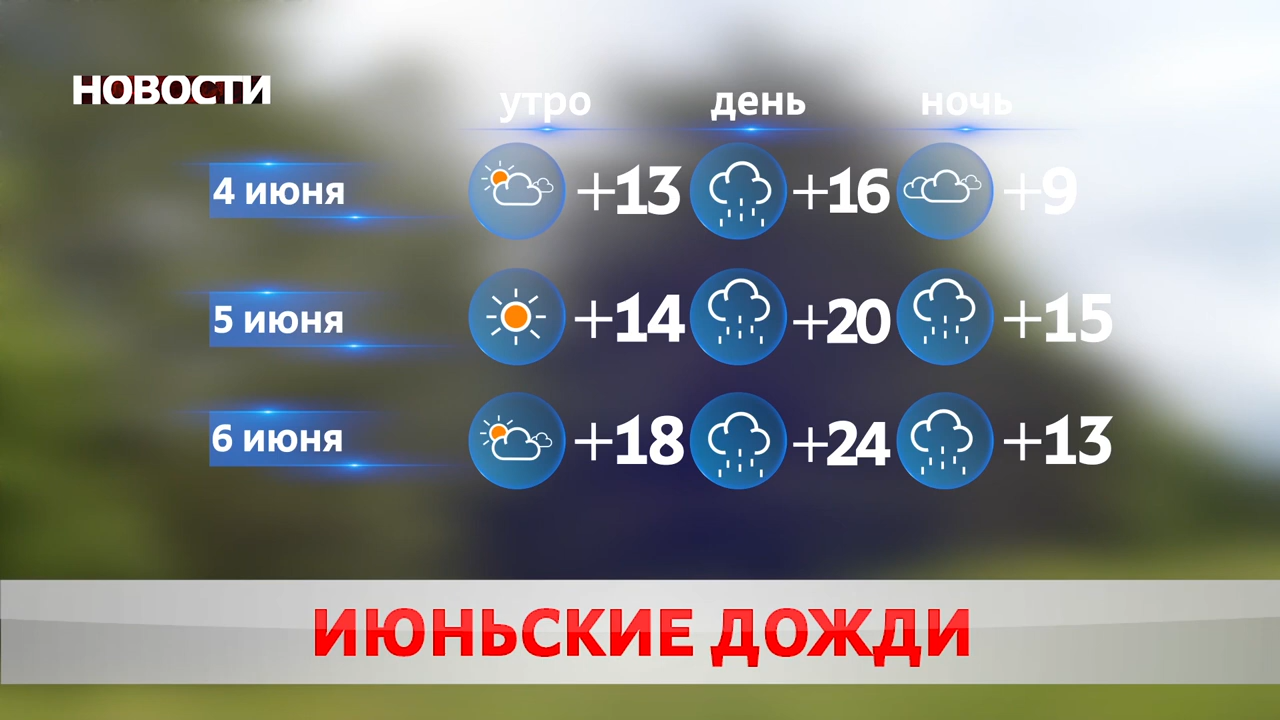 НОВОСТИ
утро день ночь
4 июня +13 +16 +9
5 июня +14 +20 +15
6 июня +18 +24 +13
ИЮНЬСКИЕ ДОЖДИ